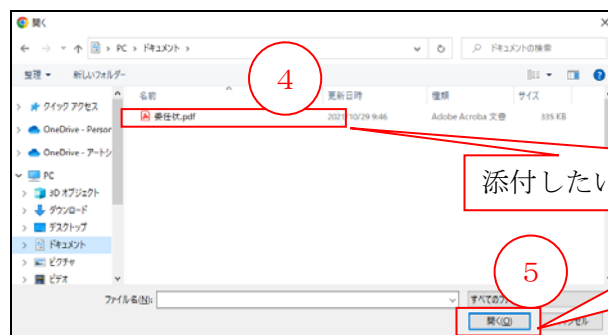 開く
PC › ドキュメント ›
ドキュメントの検索
整理 新しいフォルダー
名前 更新日時 種類 サイズ
4
クイック アクセス
委任状.pdf 2021/10/29 9:46 Adobe Acroba 文書 335 KB
OneDrive - Person
OneDrive - アートシ
PC
添付したい
3D オブジェクト
ダウンロード
デスクトップ
ドキュメント
ピクチャ
ビデオ
5
ファイル名(N):
すべてのファ
開く(O)